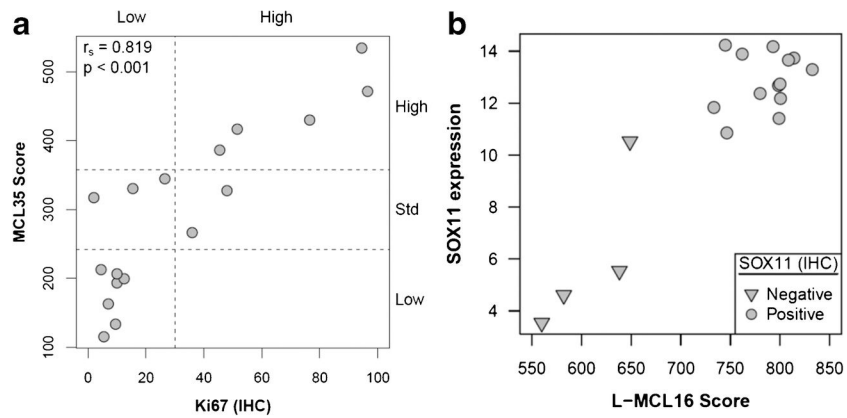 a
Low High
rs = 0.819
p < 0.001
MCL35 Score
500
400
300
200
100
High
Std
Low
0 20 40 60 80 100
Ki67 (IHC)
b
SOX11 expression
14
12
10
8
6
4
SOX11 (IHC)
Negative
Positive
550 600 650 700 750 800 850
L−MCL16 Score